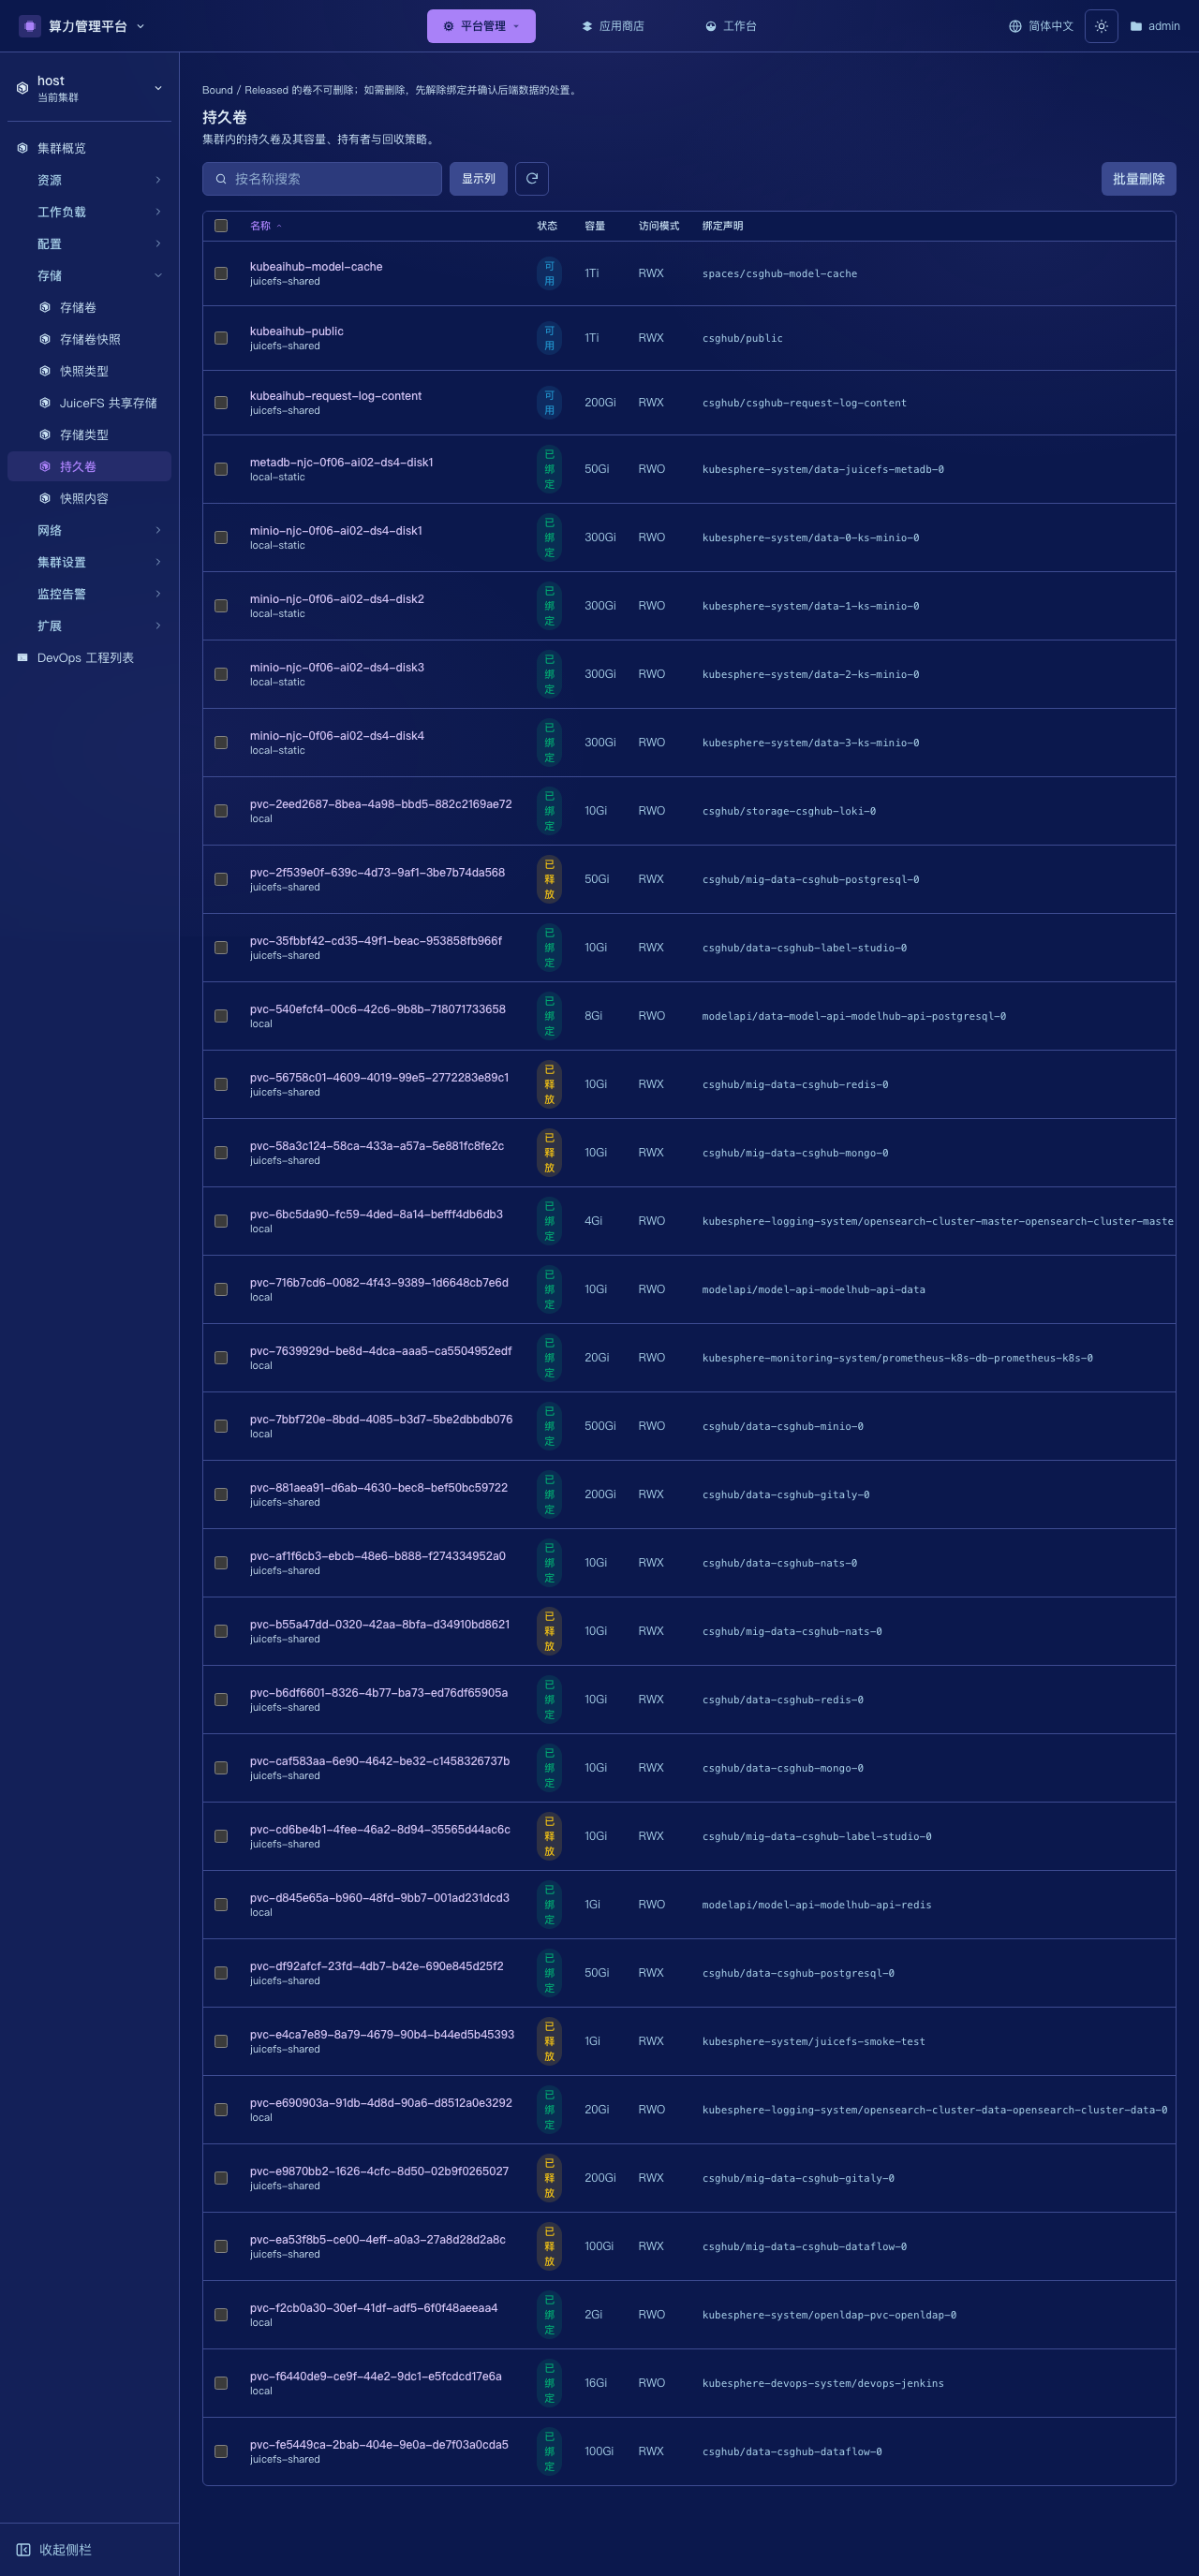 算力管理平台
平台管理
应用商店
工作台
简体中文
admin
host
当前集群
集群概览
资源
工作负载
配置
存储
存储卷
存储卷快照
快照类型
JuiceFS 共享存储
存储类型
持久卷
快照内容
网络
集群设置
监控告警
扩展
DevOps 工程列表
收起侧栏
Bound / Released 的卷不可删除；如需删除，先解除绑定并确认后端数据的处置。
持久卷
集群内的持久卷及其容量、持有者与回收策略。
按名称搜索
显示列
批量删除
名称 状态 容量 访问模式 绑定声明
kubeaihub-model-cache
juicefs-shared
可用 1Ti RWX spaces/csghub-model-cache
kubeaihub-public
juicefs-shared
可用 1Ti RWX csghub/public
kubeaihub-request-log-content
juicefs-shared
可用 200Gi RWX csghub/csghub-request-log-content
metadb-njc-0f06-ai02-ds4-disk1
local-static
已绑定 50Gi RWO kubesphere-system/data-juicefs-metadb-0
minio-njc-0f06-ai02-ds4-disk1
local-static
已绑定 300Gi RWO kubesphere-system/data-0-ks-minio-0
minio-njc-0f06-ai02-ds4-disk2
local-static
已绑定 300Gi RWO kubesphere-system/data-1-ks-minio-0
minio-njc-0f06-ai02-ds4-disk3
local-static
已绑定 300Gi RWO kubesphere-system/data-2-ks-minio-0
minio-njc-0f06-ai02-ds4-disk4
local-static
已绑定 300Gi RWO kubesphere-system/data-3-ks-minio-0
pvc-2eed2687-8bea-4a98-bbd5-882c2169ae72
local
已绑定 10Gi RWO csghub/storage-csghub-loki-0
pvc-2f539e0f-639c-4d73-9af1-3be7b74da568
juicefs-shared
已释放 50Gi RWX csghub/mig-data-csghub-postgresql-0
pvc-35fbbf42-cd35-49f1-beac-953858fb966f
juicefs-shared
已绑定 10Gi RWX csghub/data-csghub-label-studio-0
pvc-540efcf4-00c6-42c6-9b8b-718071733658
local
已绑定 8Gi RWO modelapi/data-model-api-modelhub-api-postgresql-0
pvc-56758c01-4609-4019-99e5-2772283e89c1
juicefs-shared
已释放 10Gi RWX csghub/mig-data-csghub-redis-0
pvc-58a3c124-58ca-433a-a57a-5e881fc8fe2c
juicefs-shared
已释放 10Gi RWX csghub/mig-data-csghub-mongo-0
pvc-6bc5da90-fc59-4ded-8a14-befff4db6db3
local
已绑定 4Gi RWO kubesphere-logging-system/opensearch-cluster-master-opensearch-cluster-maste
pvc-716b7cd6-0082-4f43-9389-1d6648cb7e6d
local
已绑定 10Gi RWO modelapi/model-api-modelhub-api-data
pvc-7639929d-be8d-4dca-aaa5-ca5504952edf
local
已绑定 20Gi RWO kubesphere-monitoring-system/prometheus-k8s-db-prometheus-k8s-0
pvc-7bbf720e-8bdd-4085-b3d7-5be2dbbdb076
local
已绑定 500Gi RWO csghub/data-csghub-minio-0
pvc-881aea91-d6ab-4630-bec8-bef50bc59722
juicefs-shared
已绑定 200Gi RWX csghub/data-csghub-gitaly-0
pvc-af1f6cb3-ebcb-48e6-b888-f274334952a0
juicefs-shared
已绑定 10Gi RWX csghub/data-csghub-nats-0
pvc-b55a47dd-0320-42aa-8bfa-d34910bd8621
juicefs-shared
已释放 10Gi RWX csghub/mig-data-csghub-nats-0
pvc-b6df6601-8326-4b77-ba73-ed76df65905a
juicefs-shared
已绑定 10Gi RWX csghub/data-csghub-redis-0
pvc-caf583aa-6e90-4642-be32-c1458326737b
juicefs-shared
已绑定 10Gi RWX csghub/data-csghub-mongo-0
pvc-cd6be4b1-4fee-46a2-8d94-35565d44ac6c
juicefs-shared
已释放 10Gi RWX csghub/mig-data-csghub-label-studio-0
pvc-d845e65a-b960-48fd-9bb7-001ad231dcd3
local
已绑定 1Gi RWO modelapi/model-api-modelhub-api-redis
pvc-df92afcf-23fd-4db7-b42e-690e845d25f2
juicefs-shared
已绑定 50Gi RWX csghub/data-csghub-postgresql-0
pvc-e4ca7e89-8a79-4679-90b4-b44ed5b45393
juicefs-shared
已释放 1Gi RWX kubesphere-system/juicefs-smoke-test
pvc-e690903a-91db-4d8d-90a6-d8512a0e3292
local
已绑定 20Gi RWO kubesphere-logging-system/opensearch-cluster-data-opensearch-cluster-data-0
pvc-e9870bb2-1626-4cfc-8d50-02b9f0265027
juicefs-shared
已释放 200Gi RWX csghub/mig-data-csghub-gitaly-0
pvc-ea53f8b5-ce00-4eff-a0a3-27a8d28d2a8c
juicefs-shared
已释放 100Gi RWX csghub/mig-data-csghub-dataflow-0
pvc-f2cb0a30-30ef-41df-adf5-6f0f48aeeaa4
local
已绑定 2Gi RWO kubesphere-system/openldap-pvc-openldap-0
pvc-f6440de9-ce9f-44e2-9dc1-e5fcdcd17e6a
local
已绑定 16Gi RWO kubesphere-devops-system/devops-jenkins
pvc-fe5449ca-2bab-404e-9e0a-de7f03a0cda5
juicefs-shared
已绑定 100Gi RWX csghub/data-csghub-dataflow-0